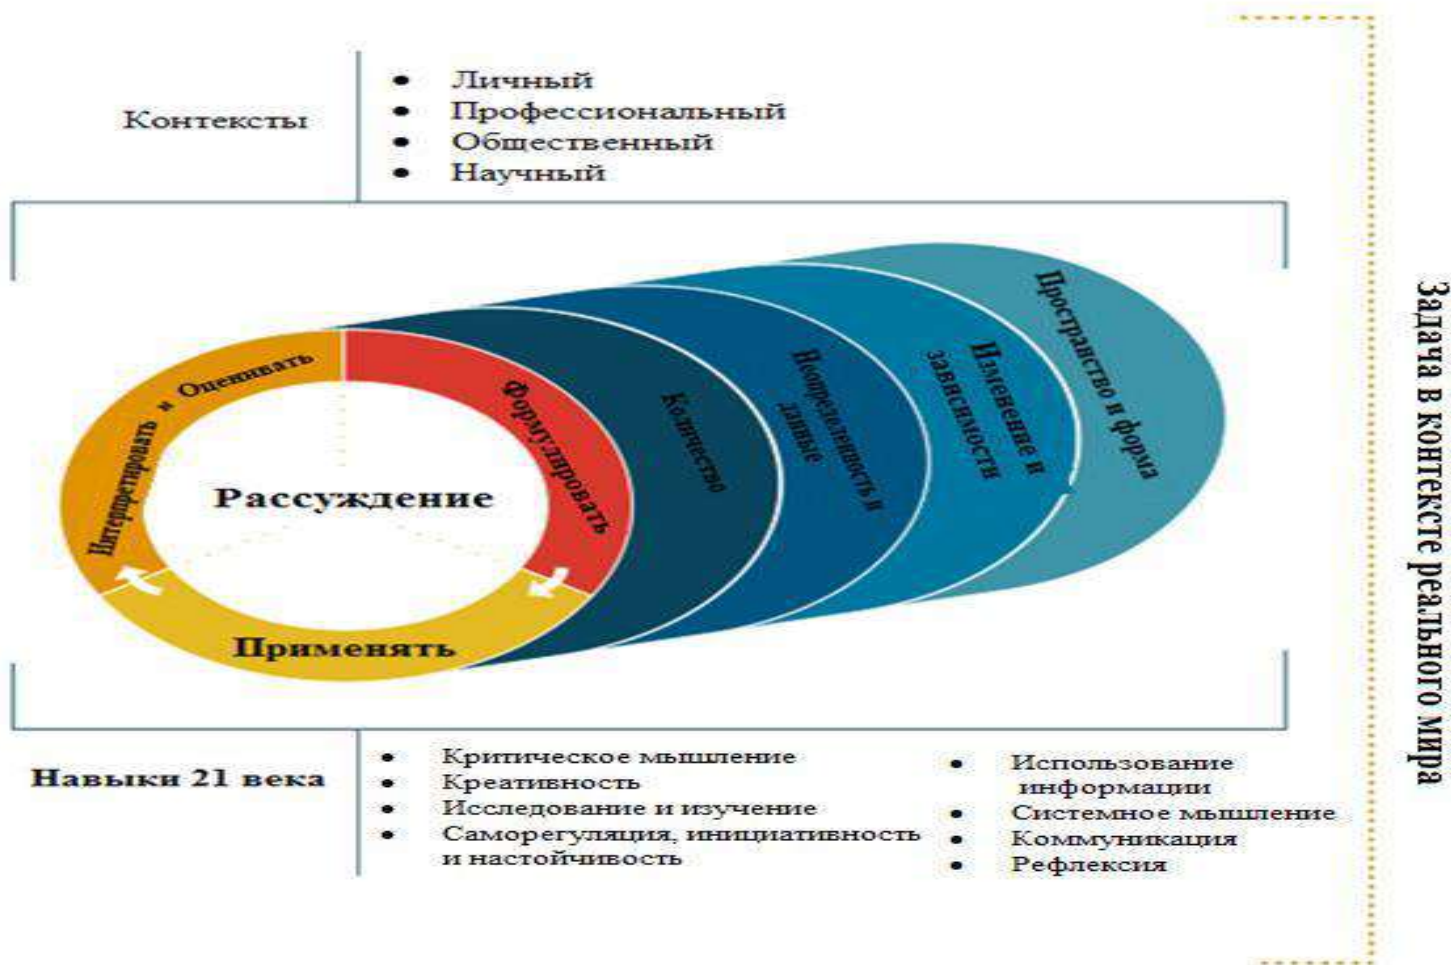 Контексты
• Личный
• Профессиональный
• Общественный
• Научный
Интерпретировать и Оценивать
Формулировать
Применять
Рассуждение
Количество
Неопределенность и
данные
Изменение и
зависимости
Пространство и форма
Задача в контексте реального мира
Навыки 21 века
• Критическое мышление
• Креативность
• Исследование и изучение
• Саморегуляция, инициативность
и настойчивость
• Использование
информации
• Системное мышление
• Коммуникация
• Рефлексия